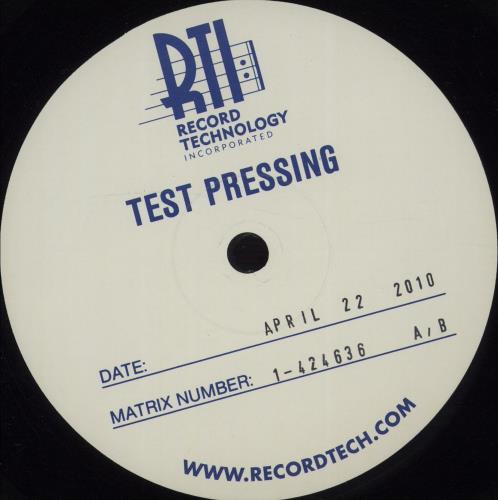 RTI
RECORD
TECHNOLOGY
INCORPORATED
TEST PRESSING
DATE: APRIL 22 2010
MATRIX NUMBER: 1-424636 A/B
WWW.RECORDTECH.COM